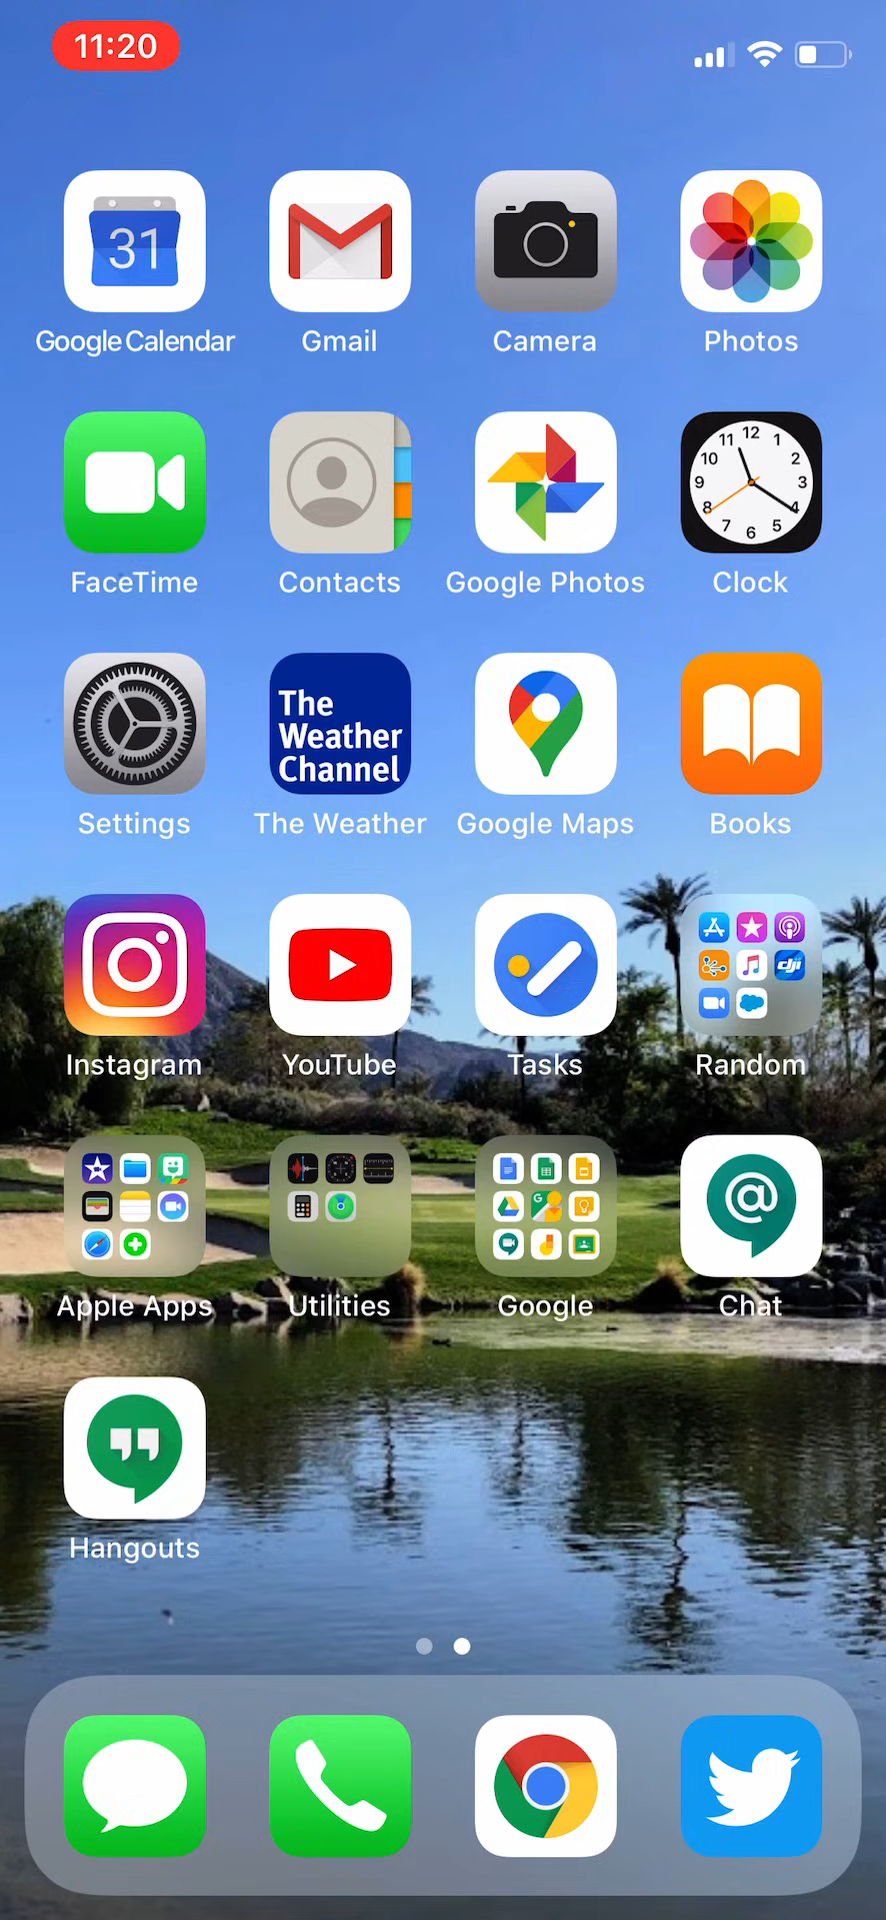 11:20
31
Google Calendar
Gmail
Camera
Photos
12
11
1
10
2
9
3
8
4
7
5
6
FaceTime
Contacts
Google Photos
Clock
The
Weather
Channel
Settings
The Weather
Google Maps
Books
dji
Instagram
YouTube
Tasks
Random
G
@
Apple Apps
Utilities
Google
Chat
Hangouts